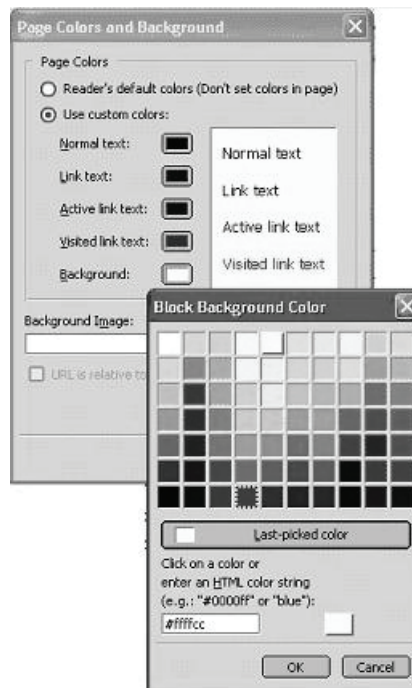 Page Colors and Background
Page Colors
Reader's default colors (Don't set colors in page)
Use custom colors:
Normal text:
Link text:
Active link text:
Visited link text:
Background:
Normal text
Link text
Active link text
Visited link text
Background Image:
URL is relative to
Block Background Color
Last-picked color
Click on a color or
enter an HTML color string
(e.g.: "#0000ff" or "blue"):
#ffffcc
OK
Cancel